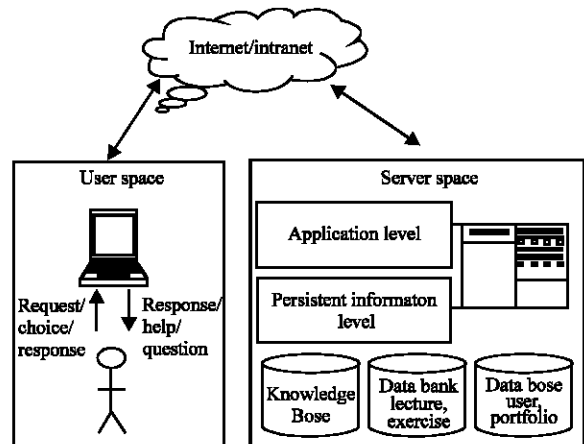 Internet/intranet
User space
Request/
choice/
response
Response/
help/
question
Server space
Application level
Persistent informaton
level
Knowledge
Bose
Data bank
lecture,
exercise
Data bose
user,
portfolio